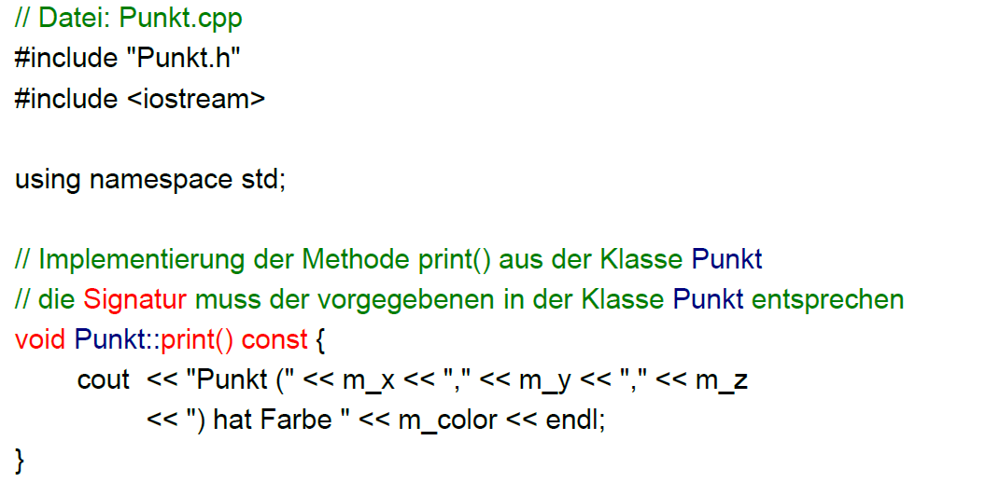 // Datei: Punkt.cpp
#include "Punkt.h"
#include <iostream>
using namespace std;
// Implementierung der Methode print() aus der Klasse Punkt
// die Signatur muss der vorgegebenen in der Klasse Punkt entsprechen
void Punkt::print() const {
cout << "Punkt (" << m_x << "," << m_y << "," << m_z
<< ") hat Farbe " << m_color << endl;
}